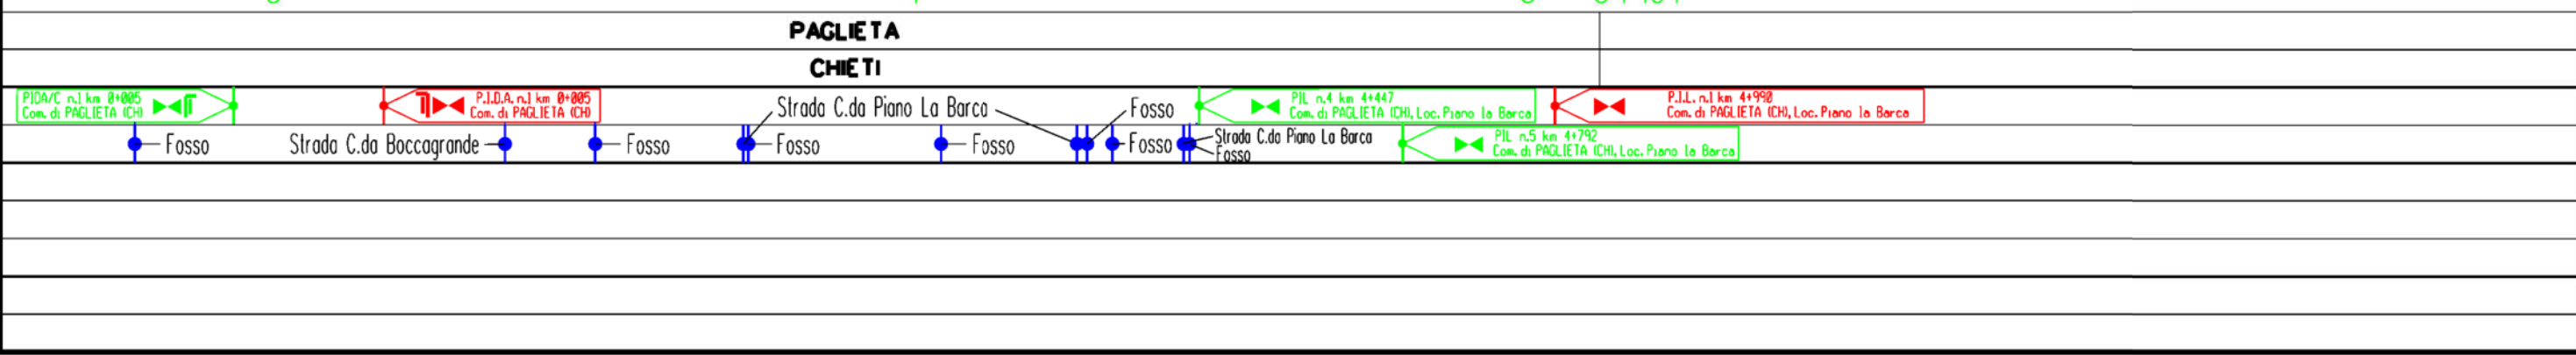 PAGLIETA
CHIETI
PIDA/C n.1 km 0+005
Com. di PAGLIETA (CH)
P.I.D.A. n.1 km 0+005
Com. di PAGLIETA (CH)
Strada C.da Piano La Barca
Fosso
PIL n.4 km 4+447
Com. di PAGLIETA (CH), Loc. Piano la Barca
P.I.L. n.1 km 4+990
Com. di PAGLIETA (CH), Loc. Piano la Barca
Fosso
Strada C.da Boccagrande
Fosso
Fosso
Fosso
Fosso
Strada C.da Piano La Barca
Fosso
PIL n.5 km 4+792
Com. di PAGLIETA (CH), Loc. Piano la Barca